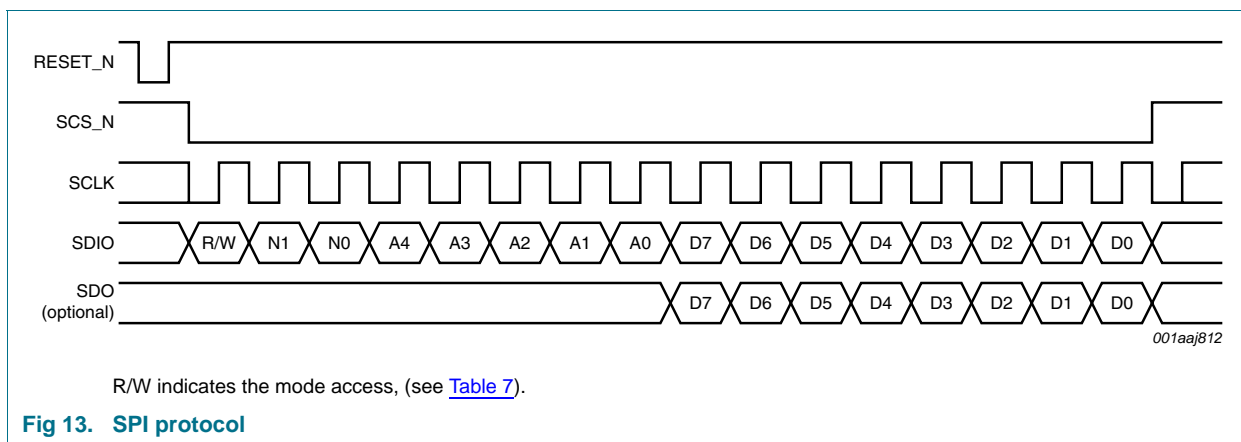 RESET_N
SCS_N
SCLK
SDIO R/W N1 N0 A4 A3 A2 A1 A0 D7 D6 D5 D4 D3 D2 D1 D0
SDO
(optional) D7 D6 D5 D4 D3 D2 D1 D0
001aaj812
R/W indicates the mode access, (see Table 7).
Fig 13. SPI protocol